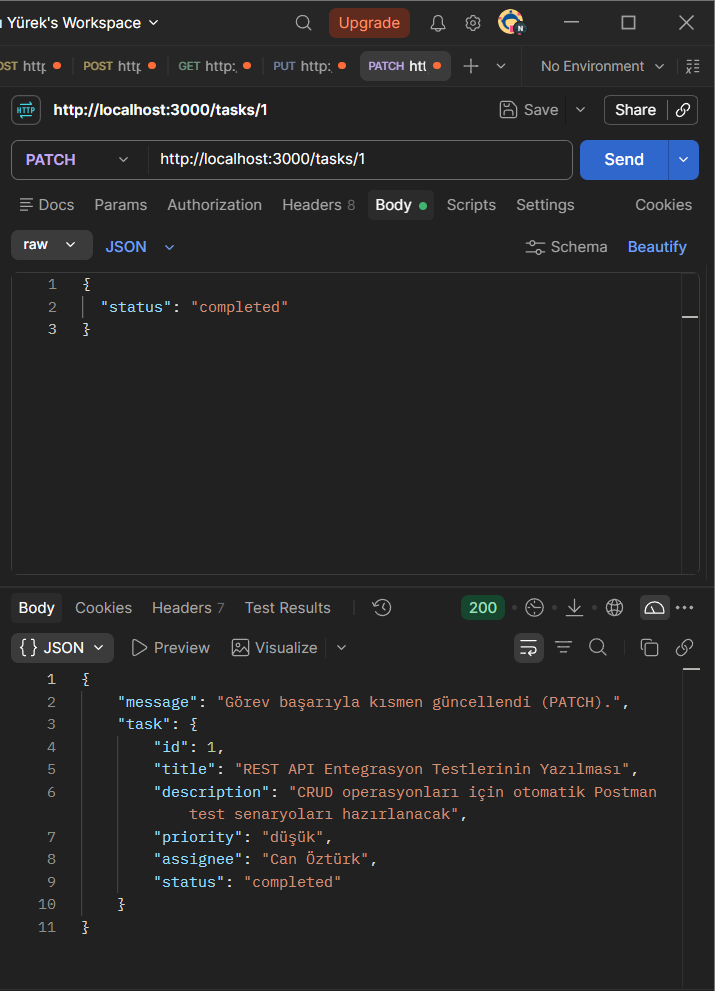 ı Yürek's Workspace Upgrade
OST http POST http GET http: PUT http: PATCH htt No Environment
HTTP http://localhost:3000/tasks/1 Save Share
PATCH http://localhost:3000/tasks/1 Send
Docs Params Authorization Headers 8 Body Scripts Settings Cookies
raw JSON Schema Beautify
1 {
2 "status": "completed"
3 }
Body Cookies Headers 7 Test Results 200
{} JSON Preview Visualize
1 {
2 "message": "Görev başarıyla kısmen güncellendi (PATCH).",
3 "task": {
4 "id": 1,
5 "title": "REST API Entegrasyon Testlerinin Yazılması",
6 "description": "CRUD operasyonları için otomatik Postman
test senaryoları hazırlanacak",
7 "priority": "düşük",
8 "assignee": "Can Öztürk",
9 "status": "completed"
10 }
11 }